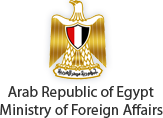 Arab Republic of Egypt
Ministry of Foreign Affairs